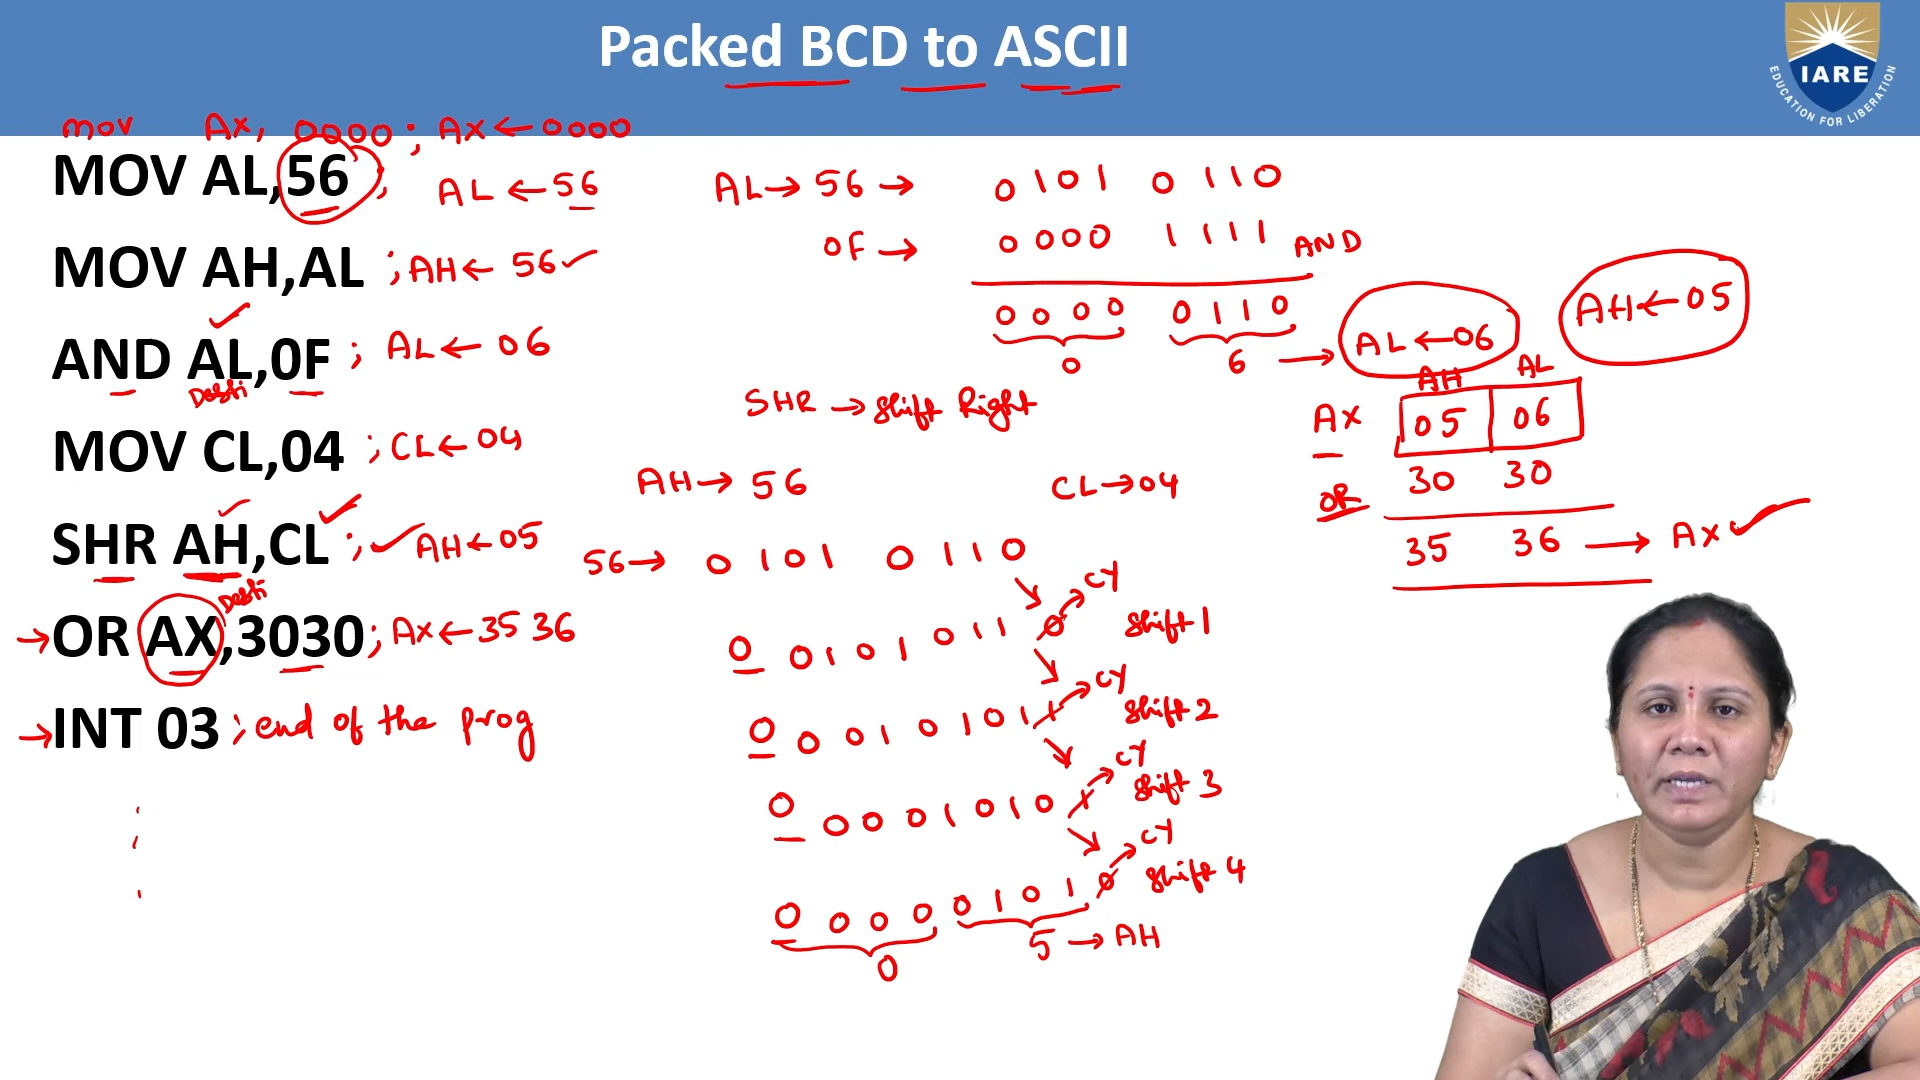 Packed BCD to ASCII
IARE
EDUCATION FOR LIBERATION
mov AX, 0000 ; AX ← 0000
MOV AL,56 ; AL ← 56
MOV AH,AL ; AH ← 56 ✓
AND AL,0F ; AL ← 06
Desti
MOV CL,04 ; CL ← 04
SHR AH,CL ; ✓ AH ← 05
Desti
→ OR AX,3030 ; AX ← 35 36
→ INT 03 ; end of the prog
AL → 56 → 0101 0110
0F → 0000 1111 AND
0000 0110
0 6 → AL ← 06
AH ← 05
SHR → Shift Right
AH → 56 CL → 04
56 → 0101 0110
0 0101011 0 CY Shift 1
0 0010101 1 CY Shift 2
0 0001010 1 CY Shift 3
0 0000101 0 CY Shift 4
0 5 → AH
AH AL
AX 05 06
OR 30 30
35 36 → AX ✓